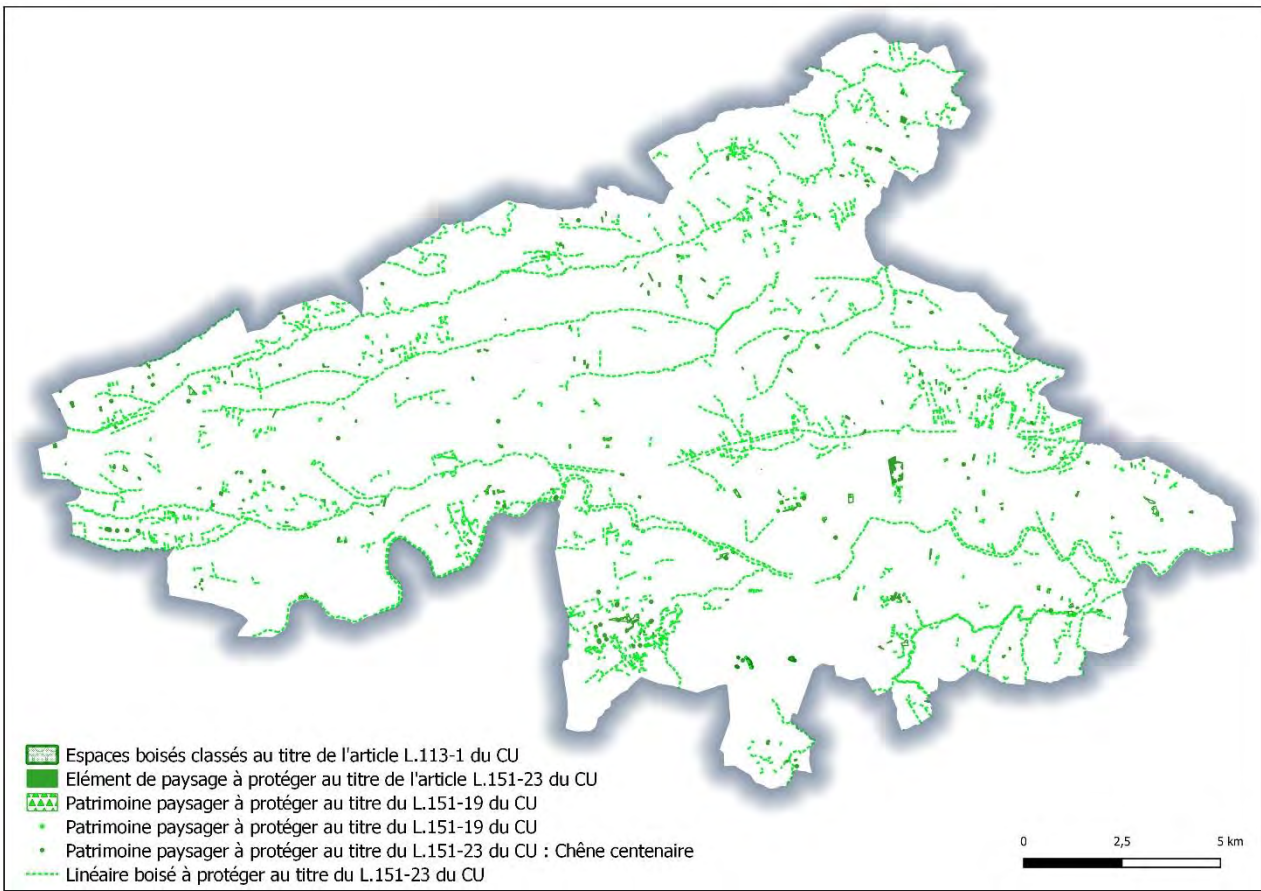 Espaces boisés classés au titre de l'article L.113-1 du CU
Elément de paysage à protéger au titre de l'article L.151-23 du CU
Patrimoine paysager à protéger au titre du L.151-19 du CU
Patrimoine paysager à protéger au titre du L.151-19 du CU
Patrimoine paysager à protéger au titre du L.151-23 du CU : Chêne centenaire
Linéaire boisé à protéger au titre du L.151-23 du CU
0 2,5 5 km